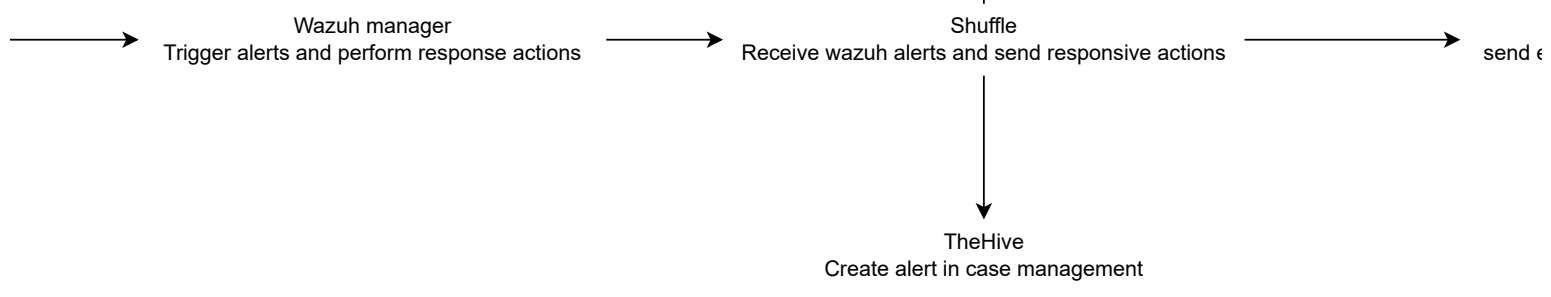 Wazuh manager
Trigger alerts and perform response actions
Shuffle
Receive wazuh alerts and send responsive actions
send
TheHive
Create alert in case management